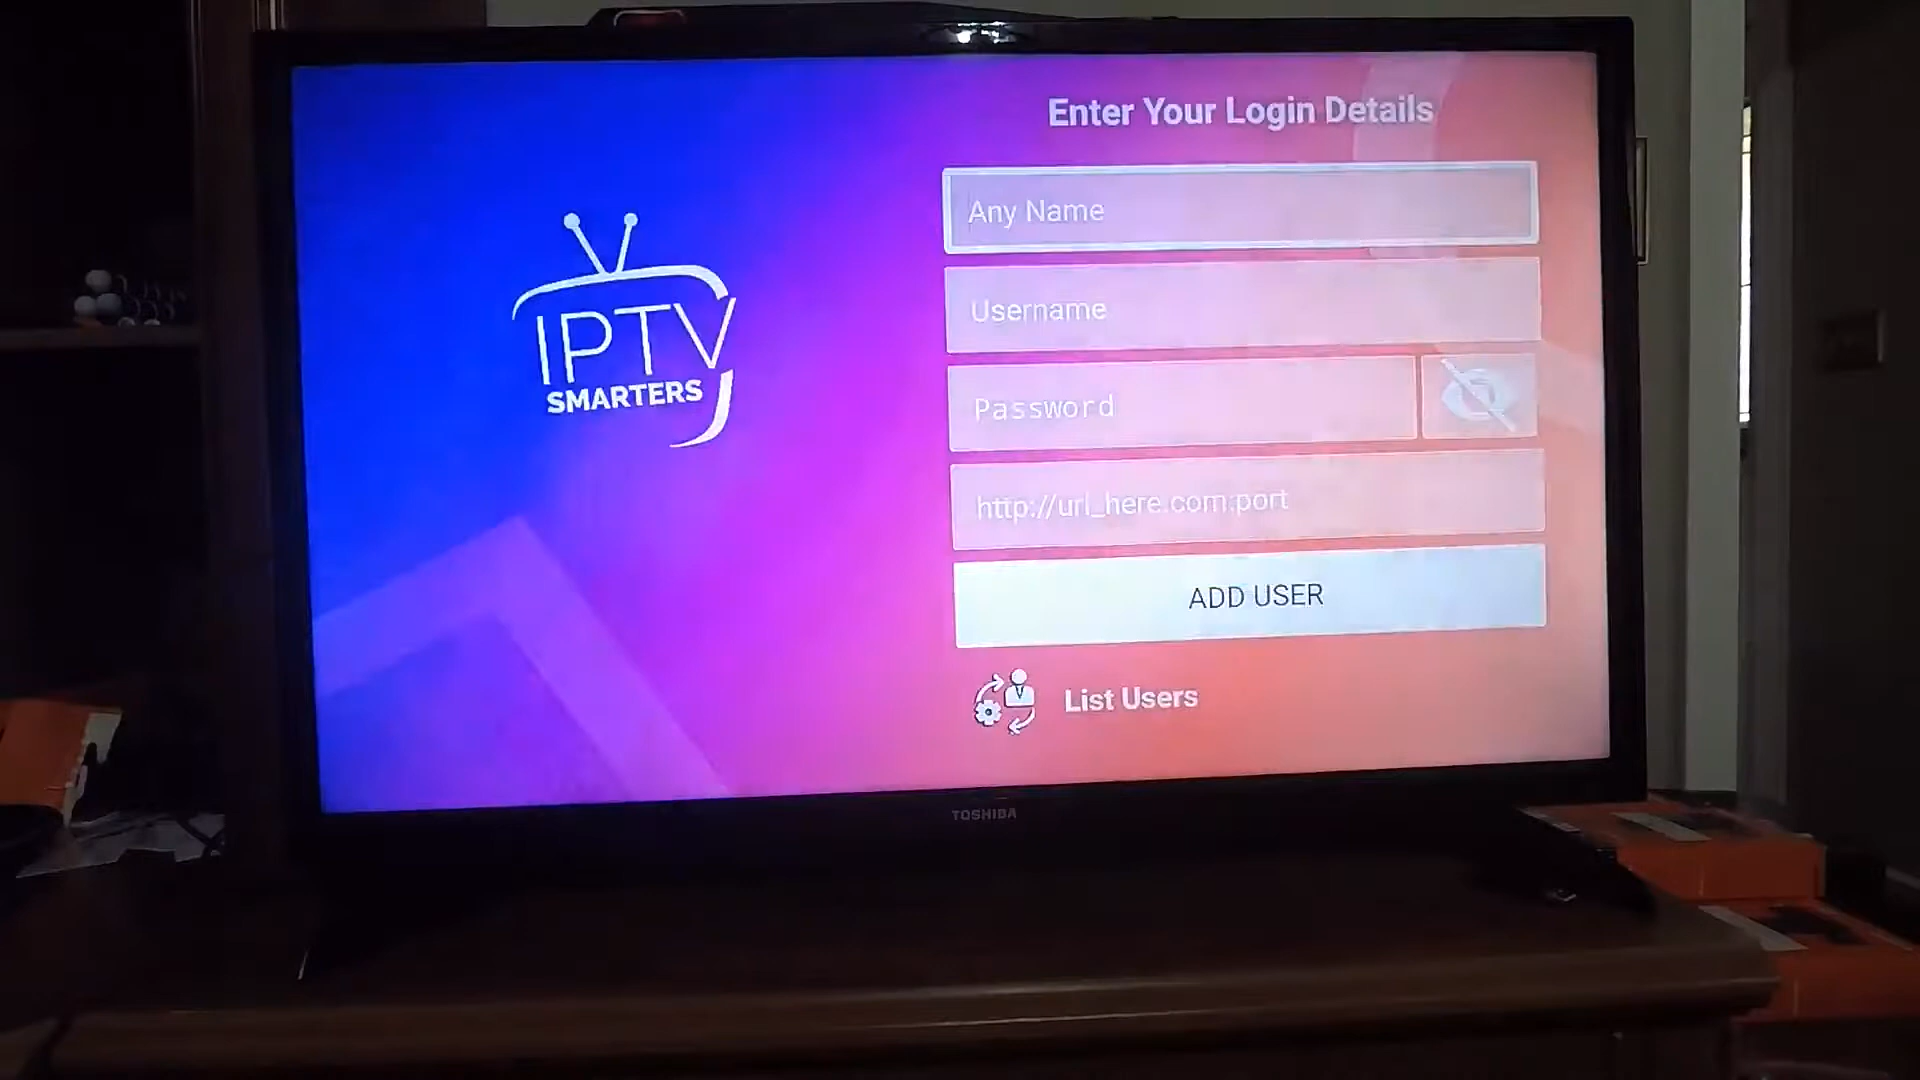 Enter Your Login Details
Any Name
Username
Password
http://url_here.com:port
ADD USER
List Users
IPTV
SMARTERS
TOSHIBA